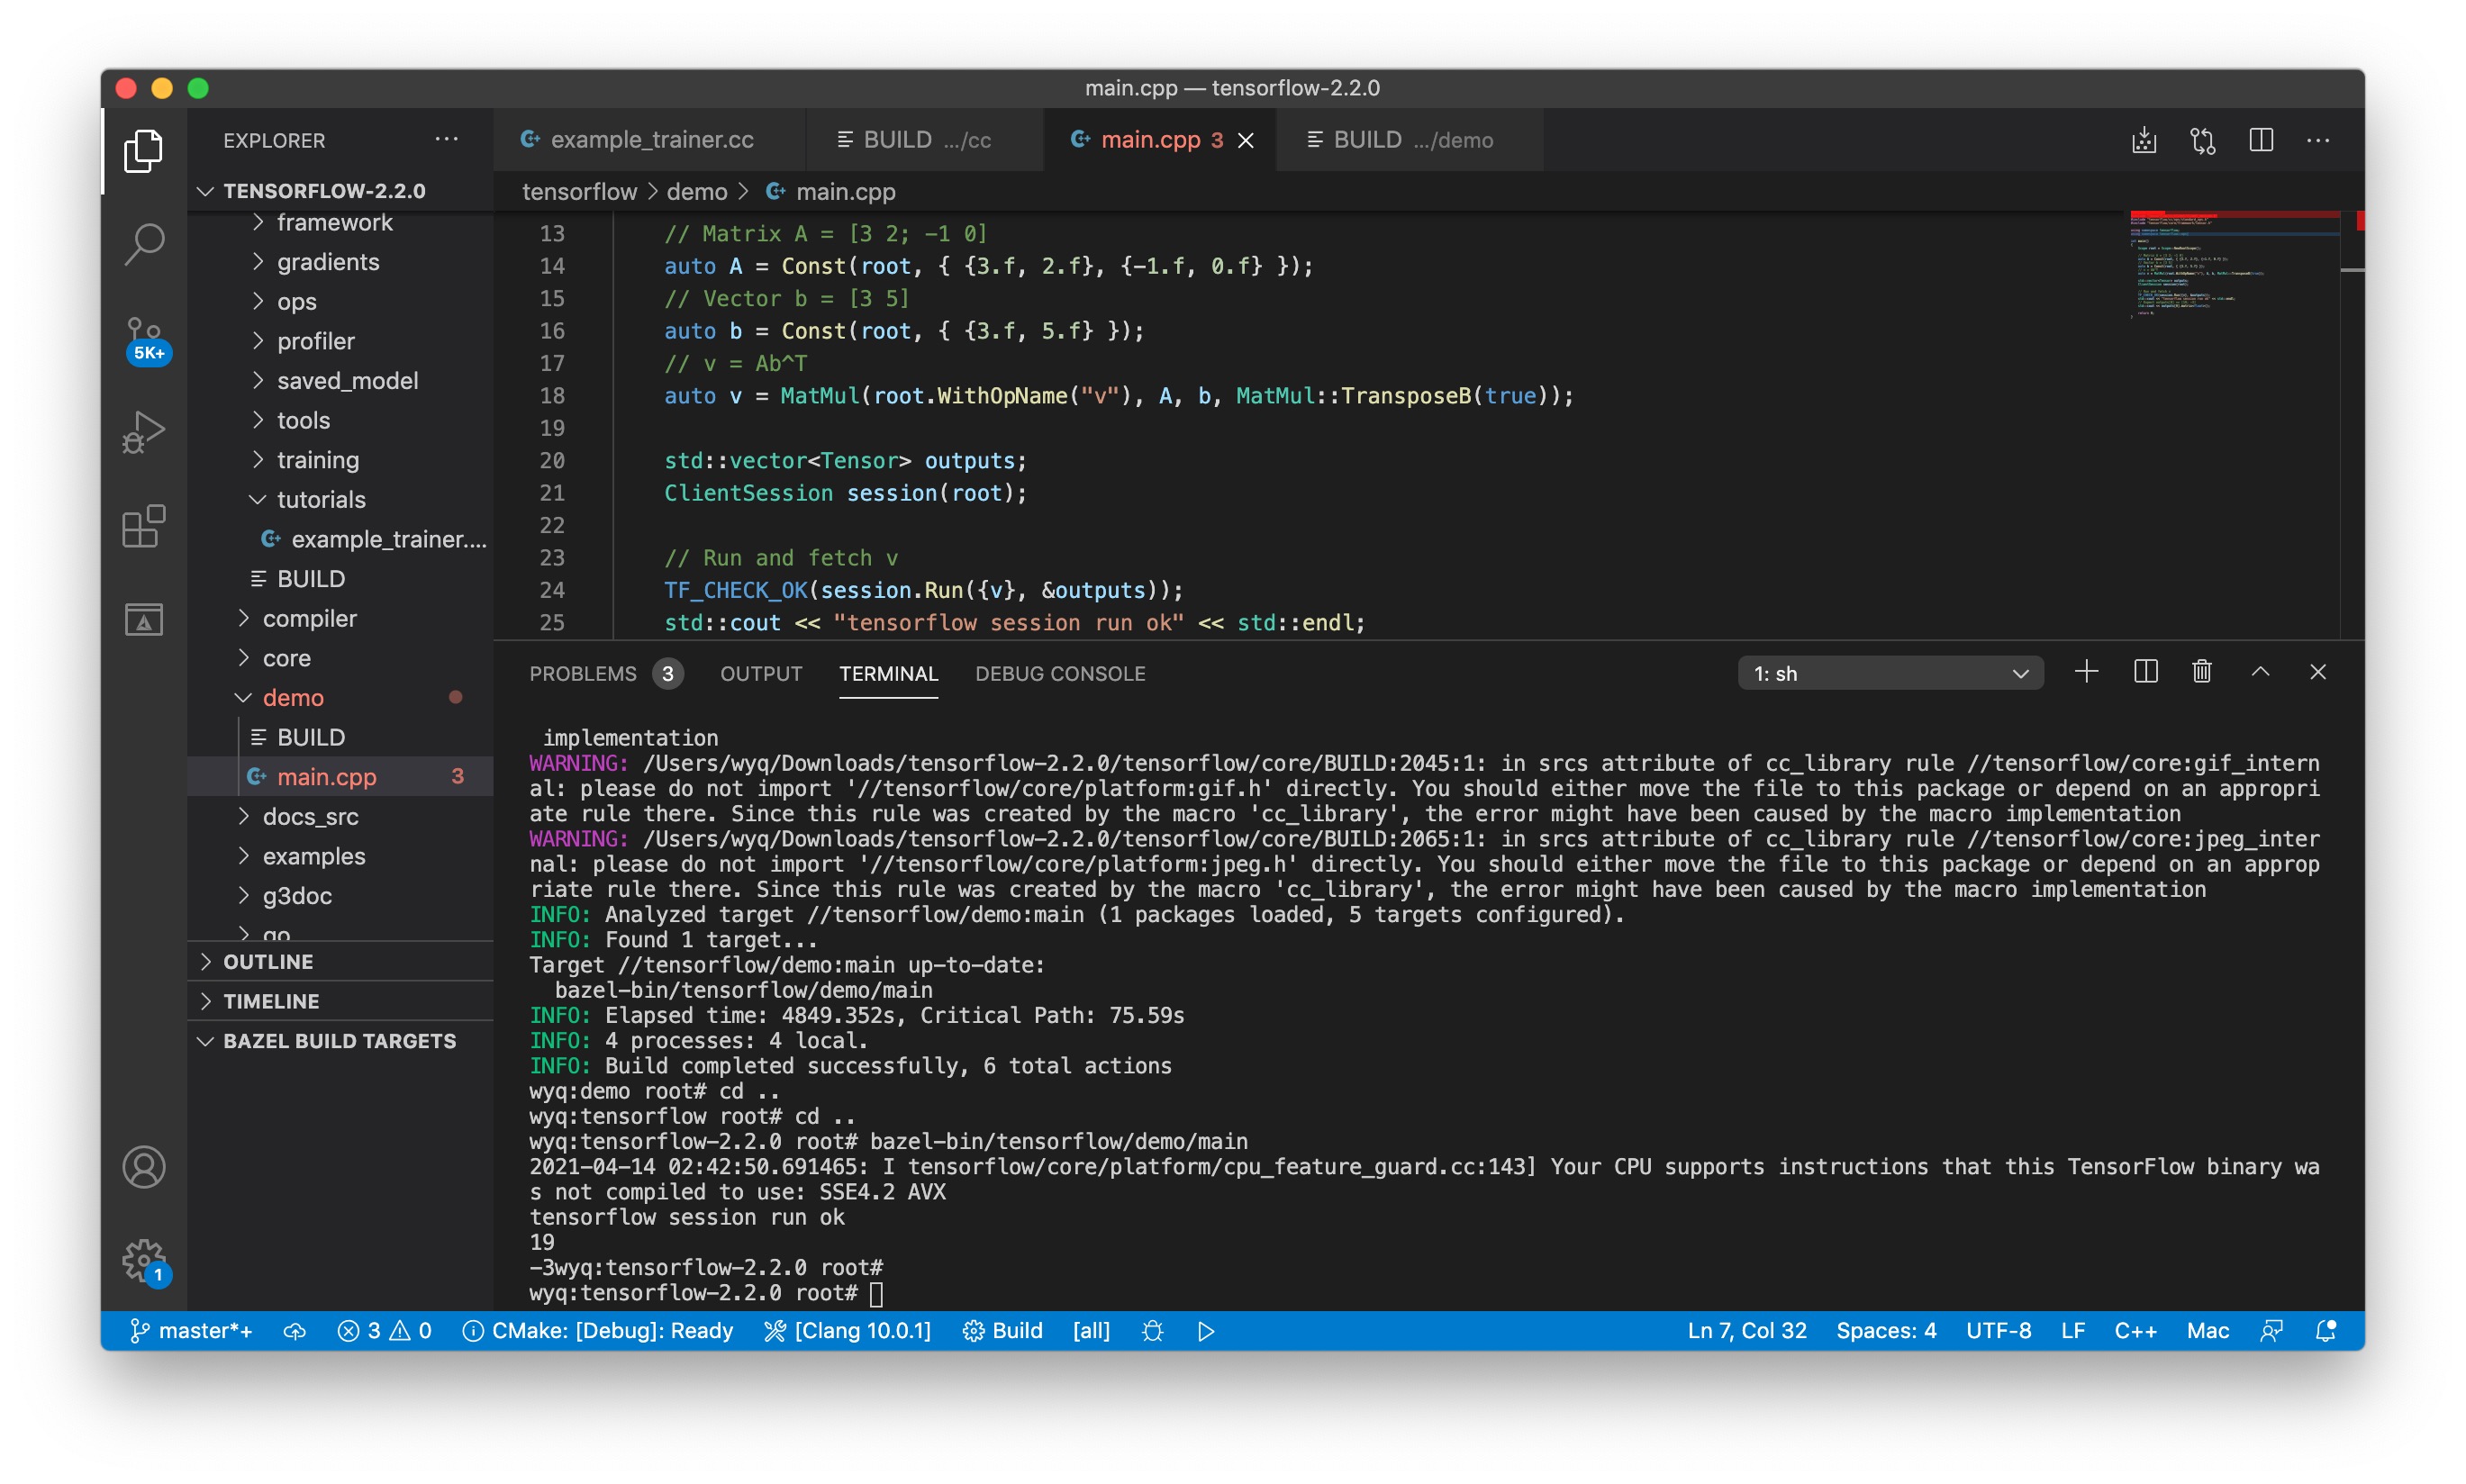 main.cpp — tensorflow-2.2.0
EXPLORER
example_trainer.cc
BUILD .../cc
main.cpp 3
BUILD .../demo
TENSORFLOW-2.2.0
framework
gradients
ops
profiler
saved_model
tools
training
tutorials
example_trainer....
BUILD
compiler
core
demo
BUILD
main.cpp 3
docs_src
examples
g3doc
go
OUTLINE
TIMELINE
BAZEL BUILD TARGETS
5K+
1
tensorflow > demo > main.cpp
13 // Matrix A = [3 2; -1 0]
14 auto A = Const(root, { {3.f, 2.f}, {-1.f, 0.f} });
15 // Vector b = [3 5]
16 auto b = Const(root, { {3.f, 5.f} });
17 // v = Ab^T
18 auto v = MatMul(root.WithOpName("v"), A, b, MatMul::TransposeB(true));
19
20 std::vector<Tensor> outputs;
21 ClientSession session(root);
22
23 // Run and fetch v
24 TF_CHECK_OK(session.Run({v}, &outputs));
25 std::cout << "tensorflow session run ok" << std::endl;
PROBLEMS 3 OUTPUT TERMINAL DEBUG CONSOLE 1: sh
implementation
WARNING: /Users/wyq/Downloads/tensorflow-2.2.0/tensorflow/core/BUILD:2045:1: in srcs attribute of cc_library rule //tensorflow/core:gif_intern
al: please do not import '//tensorflow/core/platform:gif.h' directly. You should either move the file to this package or depend on an appropri
ate rule there. Since this rule was created by the macro 'cc_library', the error might have been caused by the macro implementation
WARNING: /Users/wyq/Downloads/tensorflow-2.2.0/tensorflow/core/BUILD:2065:1: in srcs attribute of cc_library rule //tensorflow/core:jpeg_inter
nal: please do not import '//tensorflow/core/platform:jpeg.h' directly. You should either move the file to this package or depend on an approp
riate rule there. Since this rule was created by the macro 'cc_library', the error might have been caused by the macro implementation
INFO: Analyzed target //tensorflow/demo:main (1 packages loaded, 5 targets configured).
INFO: Found 1 target...
Target //tensorflow/demo:main up-to-date:
bazel-bin/tensorflow/demo/main
INFO: Elapsed time: 4849.352s, Critical Path: 75.59s
INFO: 4 processes: 4 local.
INFO: Build completed successfully, 6 total actions
wyq:demo root# cd ..
wyq:tensorflow root# cd ..
wyq:tensorflow-2.2.0 root# bazel-bin/tensorflow/demo/main
2021-04-14 02:42:50.691465: I tensorflow/core/platform/cpu_feature_guard.cc:143] Your CPU supports instructions that this TensorFlow binary wa
s not compiled to use: SSE4.2 AVX
tensorflow session run ok
19
-3wyq:tensorflow-2.2.0 root#
wyq:tensorflow-2.2.0 root#
master*+ 3 0 CMake: [Debug]: Ready [Clang 10.0.1] Build [all] Ln 7, Col 32 Spaces: 4 UTF-8 LF C++ Mac